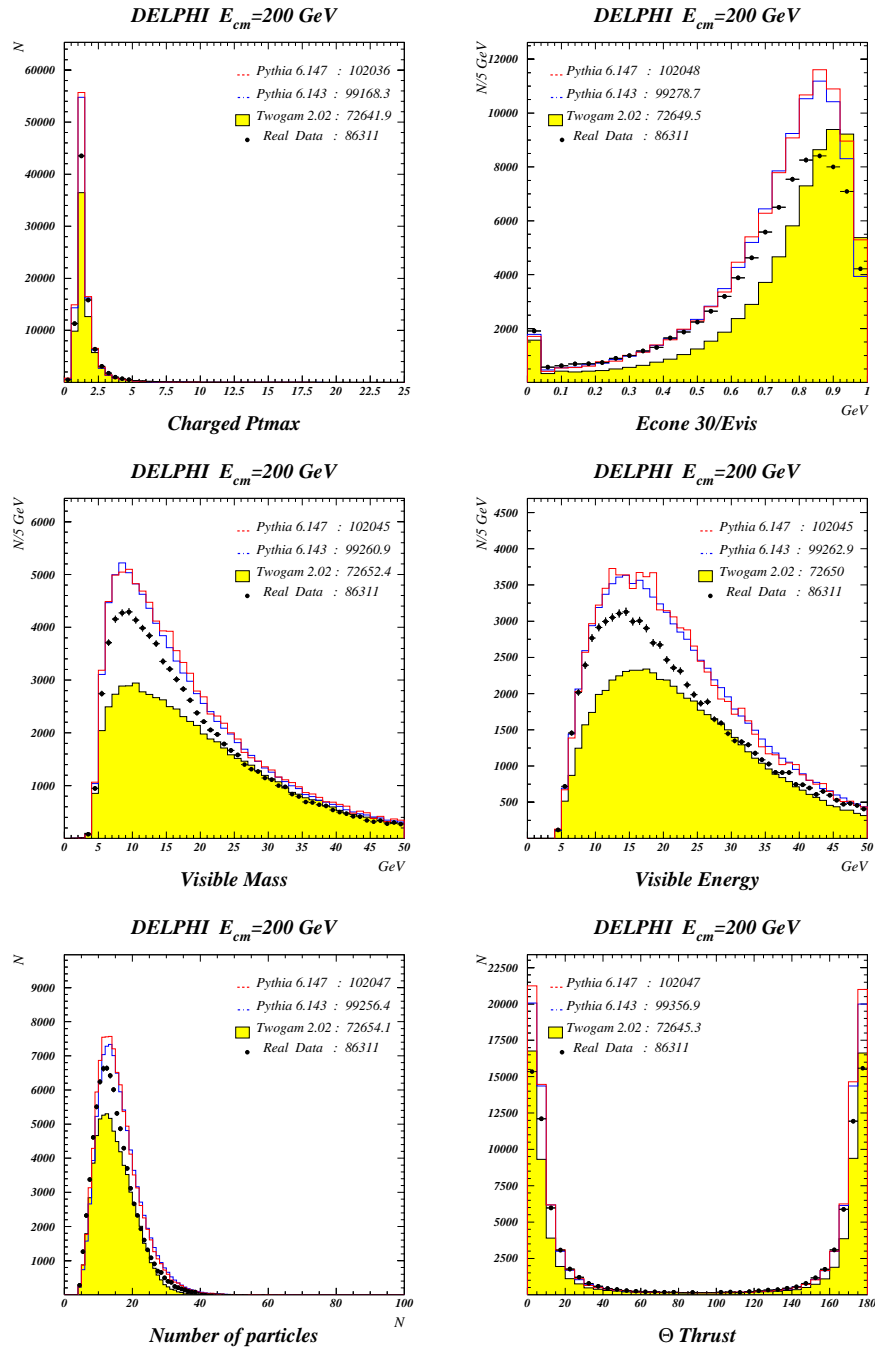 DELPHI E_cm=200 GeV
N
60000
50000
40000
30000
20000
10000
0
0 2.5 5 7.5 10 12.5 15 17.5 20 22.5 25
Pythia 6.147 : 102036
Pythia 6.143 : 99168.3
Twogam 2.02 : 72641.9
Real Data : 86311
Charged Ptmax
DELPHI E_cm=200 GeV
N/5 GeV
12000
10000
8000
6000
4000
2000
0
0 0.1 0.2 0.3 0.4 0.5 0.6 0.7 0.8 0.9 1
GeV
Pythia 6.147 : 102048
Pythia 6.143 : 99278.7
Twogam 2.02 : 72649.5
Real Data : 86311
Econe 30/Evis
DELPHI E_cm=200 GeV
N/5 GeV
6000
5000
4000
3000
2000
1000
0
0 5 10 15 20 25 30 35 40 45 50
GeV
Pythia 6.147 : 102045
Pythia 6.143 : 99260.9
Twogam 2.02 : 72652.4
Real Data : 86311
Visible Mass
DELPHI E_cm=200 GeV
N/5 GeV
4500
4000
3500
3000
2500
2000
1500
1000
500
0
0 5 10 15 20 25 30 35 40 45 50
GeV
Pythia 6.147 : 102045
Pythia 6.143 : 99262.9
Twogam 2.02 : 72650
Real Data : 86311
Visible Energy
DELPHI E_cm=200 GeV
N
9000
8000
7000
6000
5000
4000
3000
2000
1000
0
0 20 40 60 80 100
N
Pythia 6.147 : 102047
Pythia 6.143 : 99256.4
Twogam 2.02 : 72654.1
Real Data : 86311
Number of particles
DELPHI E_cm=200 GeV
N
22500
20000
17500
15000
12500
10000
7500
5000
2500
0
0 20 40 60 80 100 120 140 160 180
Pythia 6.147 : 102047
Pythia 6.143 : 99356.9
Twogam 2.02 : 72645.3
Real Data : 86311
Θ Thrust